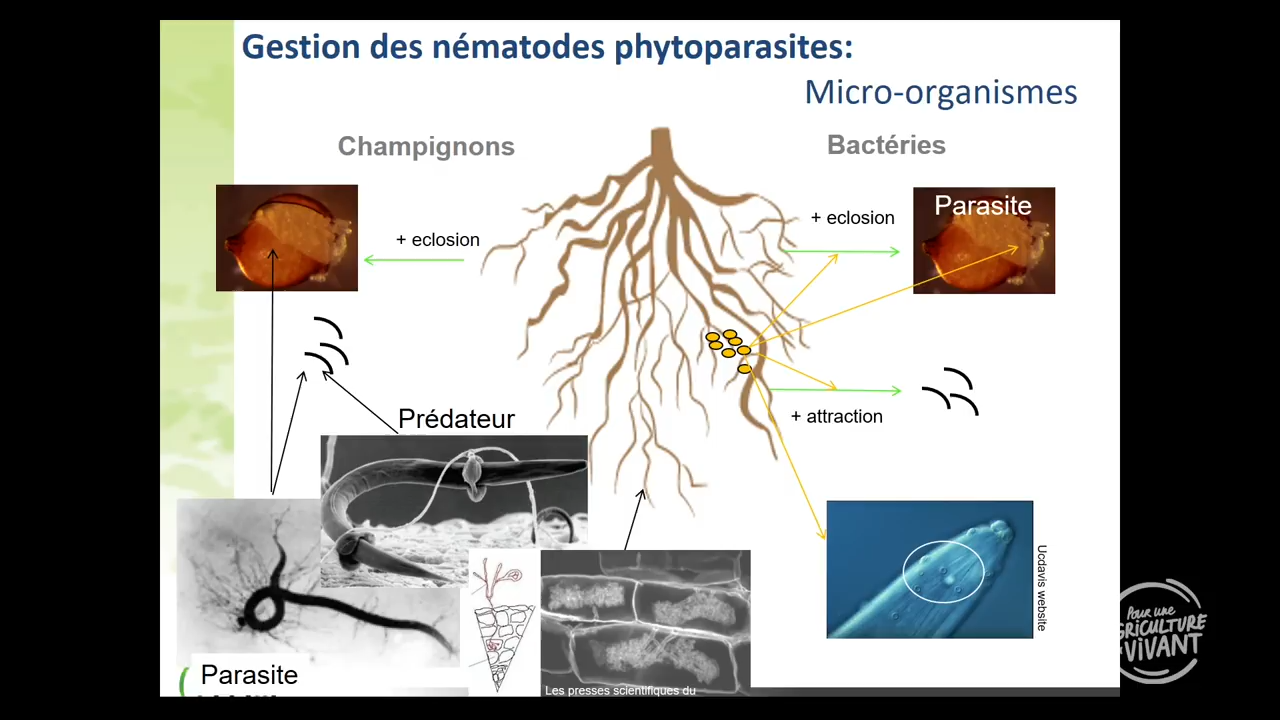 Gestion des nématodes phytoparasites:
Micro-organismes
Champignons
Bactéries
Parasite
+ eclosion
+ eclosion
+ attraction
Prédateur
Ucdavis website
Parasite
Les presses scientifiques du
Pour une
AGRICULTURE
VIVANT